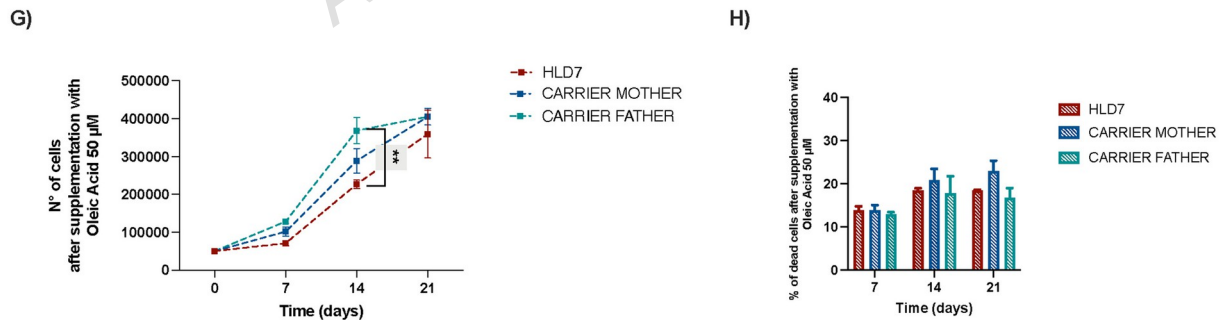 G)
N° of cells
after supplementation with
Oleic Acid 50 µM
500000
400000
300000
200000
100000
0
0 7 14 21
Time (days)
**
HLD7
CARRIER MOTHER
CARRIER FATHER
H)
% of dead cells after supplementation with
Oleic Acid 50 µM
40
30
20
10
0
7 14 21
Time (days)
HLD7
CARRIER MOTHER
CARRIER FATHER